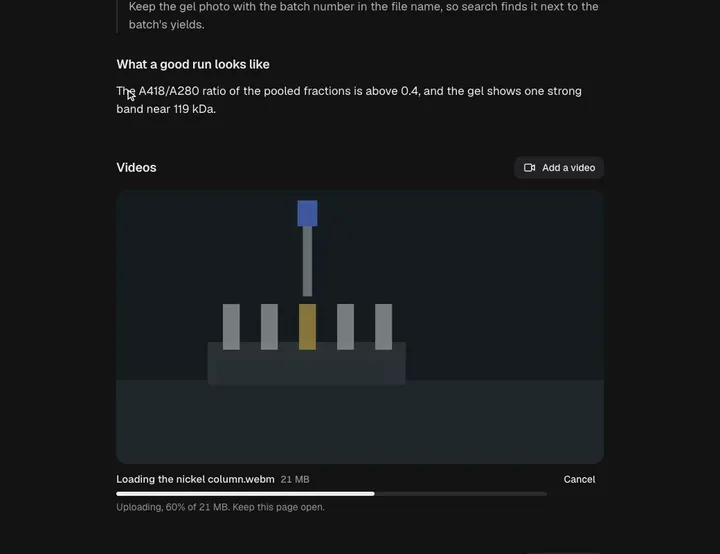 Keep the gel photo with the batch number in the file name, so search finds it next to the
batch's yields.
What a good run looks like
The A418/A280 ratio of the pooled fractions is above 0.4, and the gel shows one strong
band near 119 kDa.
Videos
Add a video
Loading the nickel column.webm 21 MB
Cancel
Uploading, 60% of 21 MB. Keep this page open.